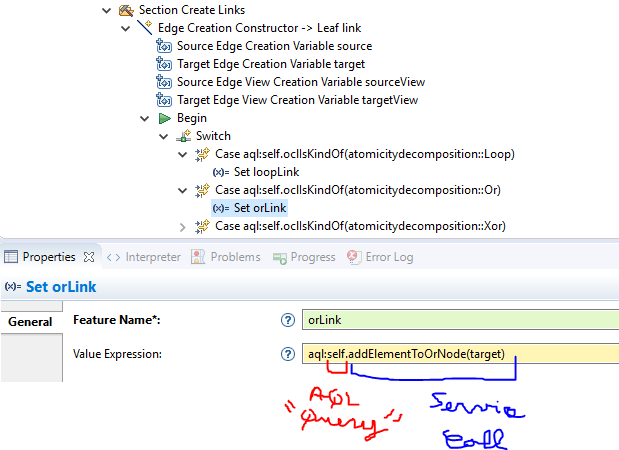 Section Create Links
Edge Creation Constructor -> Leaf link
Source Edge Creation Variable source
Target Edge Creation Variable target
Source Edge View Creation Variable sourceView
Target Edge View Creation Variable targetView
Begin
Switch
Case aql:self.oclIsKindOf(atomicitydecomposition::Loop)
(x)= Set loopLink
Case aql:self.oclIsKindOf(atomicitydecomposition::Or)
(x)= Set orLink
Case aql:self.oclIsKindOf(atomicitydecomposition::Xor)
Properties Interpreter Problems Progress Error Log
(x)= Set orLink
General Feature Name*: ? orLink
Value Expression: ? aql:self.addElementToOrNode(target)
AQL Service
"Query" Call